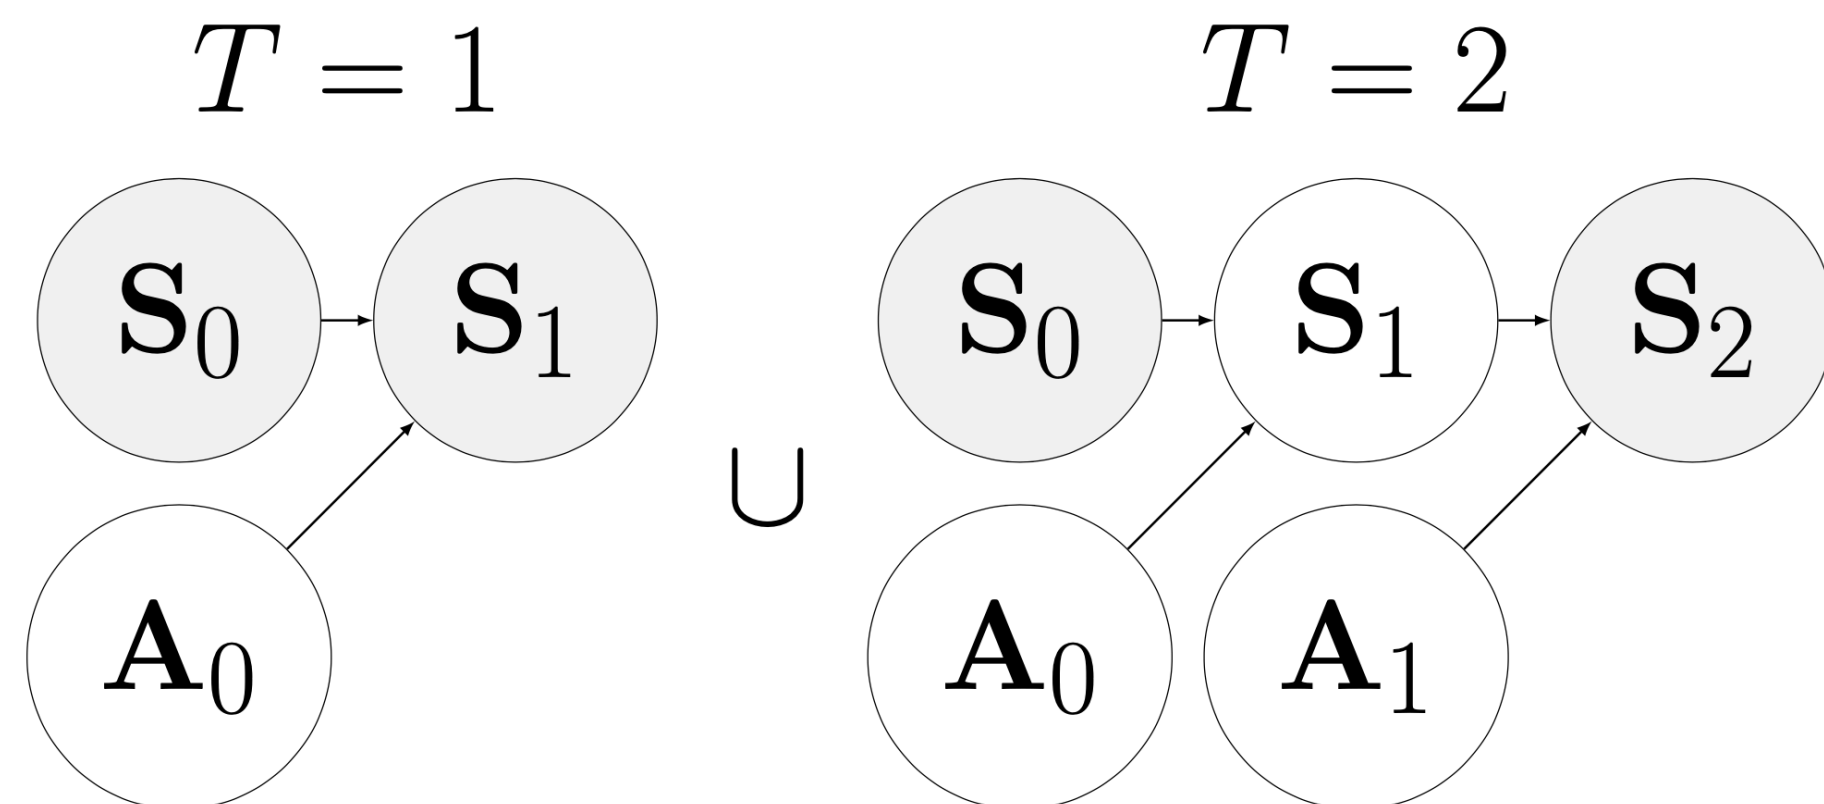 T = 1
T = 2
S₀ S₁
S₀ S₁ S₂
∪
A₀
A₀ A₁